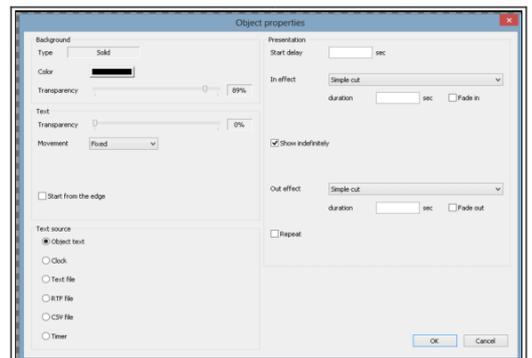 Object properties
Background
Type Solid
Color
Transparency 89%
Text
Transparency 0%
Movement Fixed
Start from the edge
Text source
Object text
Clock
Text file
RTF file
CSV file
Timer
Presentation
Start delay sec
In effect Simple cut
duration sec Fade in
Show indefinitely
Out effect Simple cut
duration sec Fade out
Repeat
OK Cancel